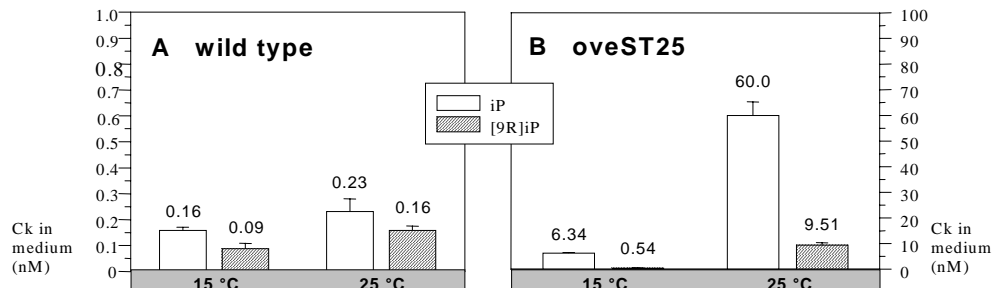 A wild type
1.0
0.9
0.8
0.7
0.6
0.5
0.4
0.3
0.2
0.1
0
Ck in
medium
(nM)
0.16
0.09
0.23
0.16
15 °C
25 °C
iP
[9R]iP
B oveST25
6.34
0.54
60.0
9.51
15 °C
25 °C
100
90
80
70
60
50
40
30
20
10
0
Ck in
medium
(nM)